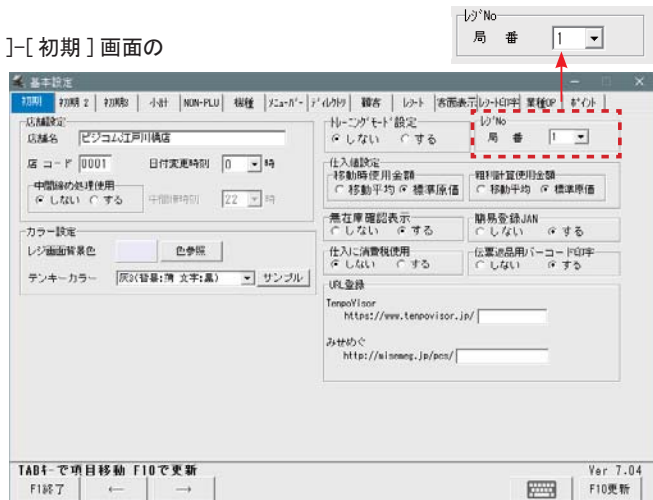 ﾚｼﾞNo
局 番 1
]-[ 初期 ] 画面の
基本設定
初期 初期 2 初期3 小計 NON-PLU 機種 ﾒﾆｭｰﾊﾞｰ ﾃﾞｨﾚｸﾄﾘ 顧客 ﾚｼｰﾄ 客面表示 ﾚｼｰﾄ印字 業種OP ﾎﾟｲﾝﾄ
店舗設定
店舗名 ビジコム江戸川橋店
店 コード 0001 日付変更時刻 0 時
中間締め処理使用
しない する 中間締時刻 22 時
カラー設定
レジ画面背景色 色参照
テンキーカラー 灰3(背景:薄 文字:黒) サンプル
ﾄﾚｰﾆﾝｸﾞﾓｰﾄﾞ設定
しない する
ﾚｼﾞNo
局 番 1
仕入値設定
移動時使用金額
移動平均 標準原価
粗利計算使用金額
移動平均 標準原価
無在庫確認表示
しない する
簡易登録JAN
しない する
仕入に消費税使用
しない する
伝票返品用バーコード印字
しない する
URL登録
TenpoVisor
https://www.tenpovisor.jp/
みせめぐ
http://misemeg.jp/pos/
TABｷｰで項目移動 F10で更新 Ver 7.04
F1終了 ← → F10更新